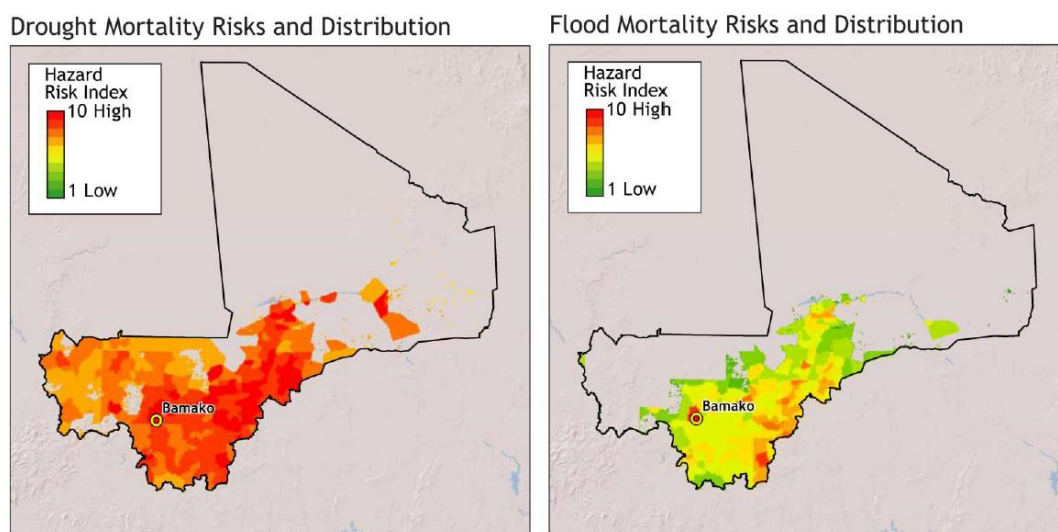 Drought Mortality Risks and Distribution
Hazard
Risk Index
10 High
1 Low
Bamako
Flood Mortality Risks and Distribution
Hazard
Risk Index
10 High
1 Low
Bamako